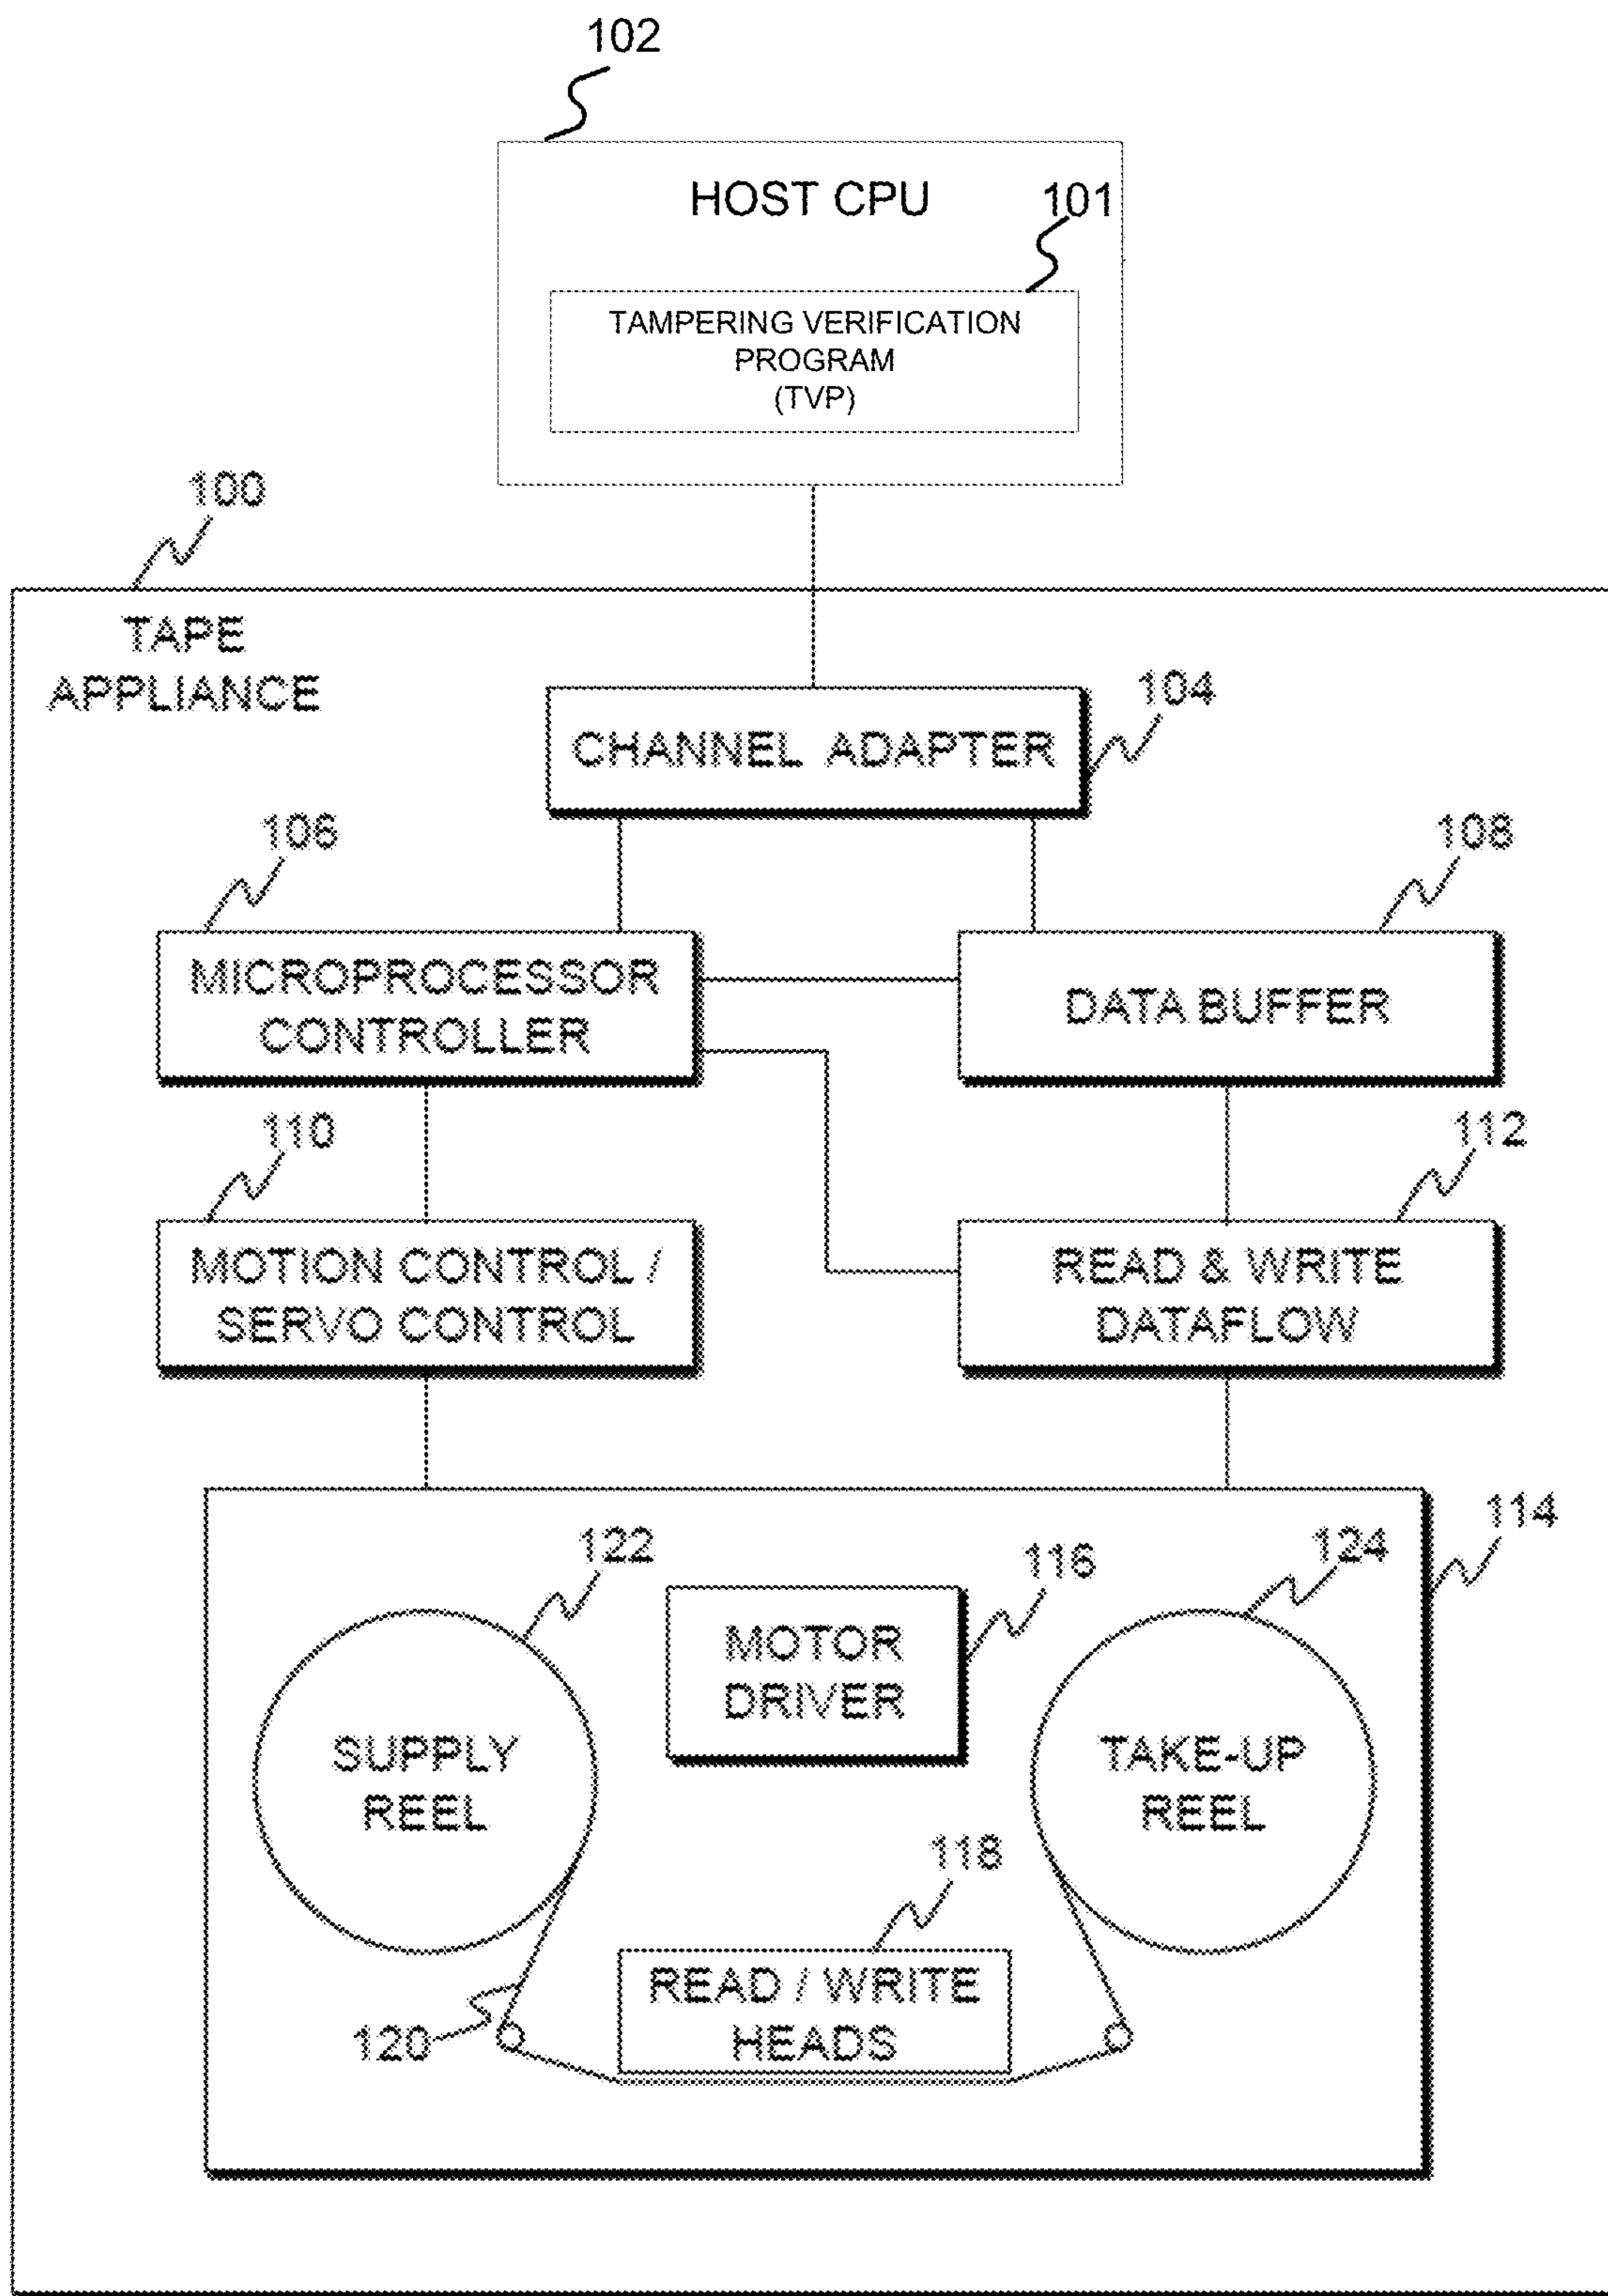 102
HOST CPU
101
TAMPERING VERIFICATION
PROGRAM
(TVP)
100
TAPE
APPLIANCE
104
CHANNEL ADAPTER
106
108
MICROPROCESSOR
CONTROLLER
DATA BUFFER
110
112
MOTION CONTROL /
SERVO CONTROL
READ & WRITE
DATAFLOW
114
122
116
124
MOTOR
DRIVER
SUPPLY
REEL
TAKE-UP
REEL
118
READ / WRITE
HEADS
120